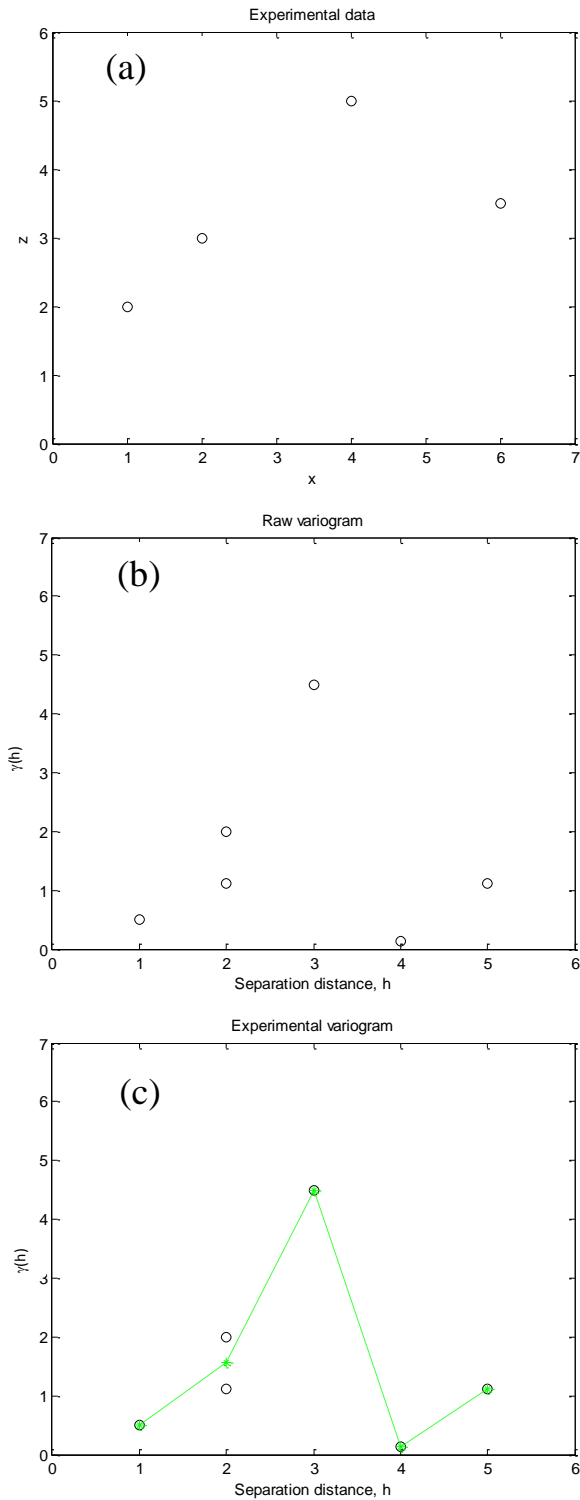 Experimental data
(a)
6
5
4
3
2
1
0
z
0 1 2 3 4 5 6 7
x
Raw variogram
(b)
7
6
5
4
3
2
1
0
γ(h)
0 1 2 3 4 5 6
Separation distance, h
Experimental variogram
(c)
7
6
5
4
3
2
1
0
γ(h)
0 1 2 3 4 5 6
Separation distance, h